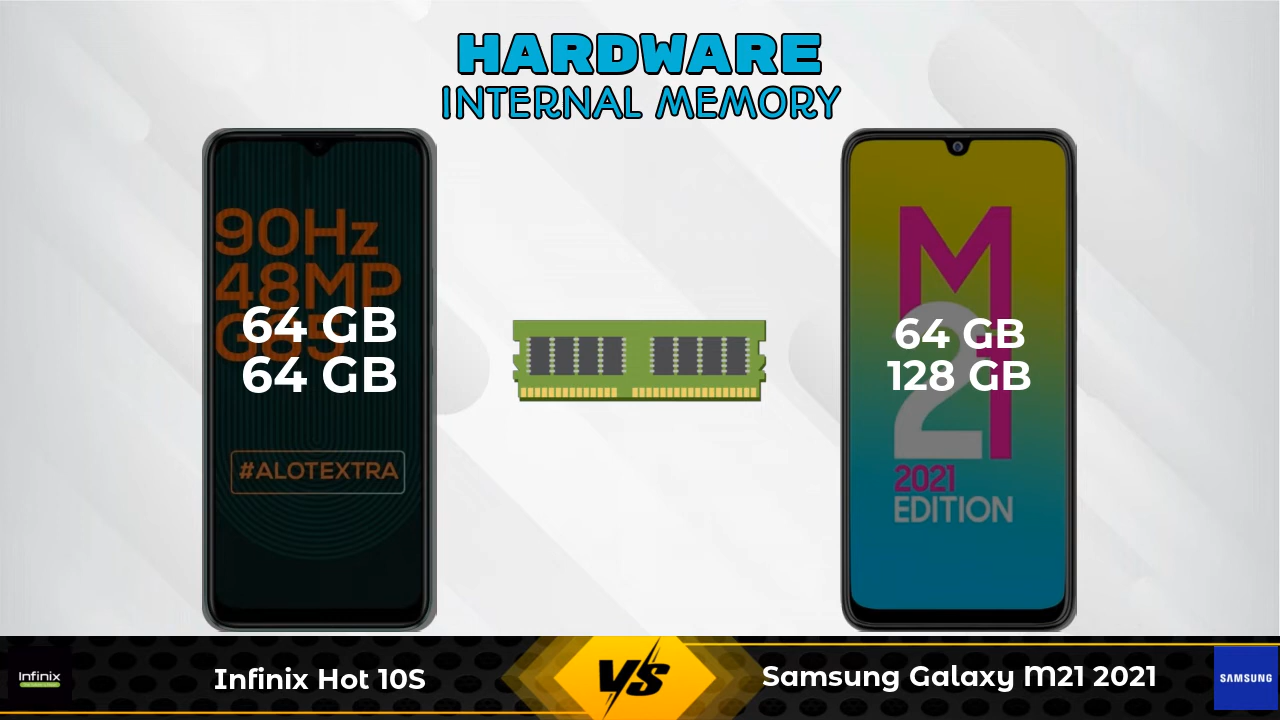 HARDWARE
INTERNAL MEMORY
90Hz
48MP
G85
64 GB
64 GB
#ALOTEXTRA
M
21
64 GB
128 GB
2021
EDITION
Infinix
Infinix Hot 10S
VS
Samsung Galaxy M21 2021
SAMSUNG